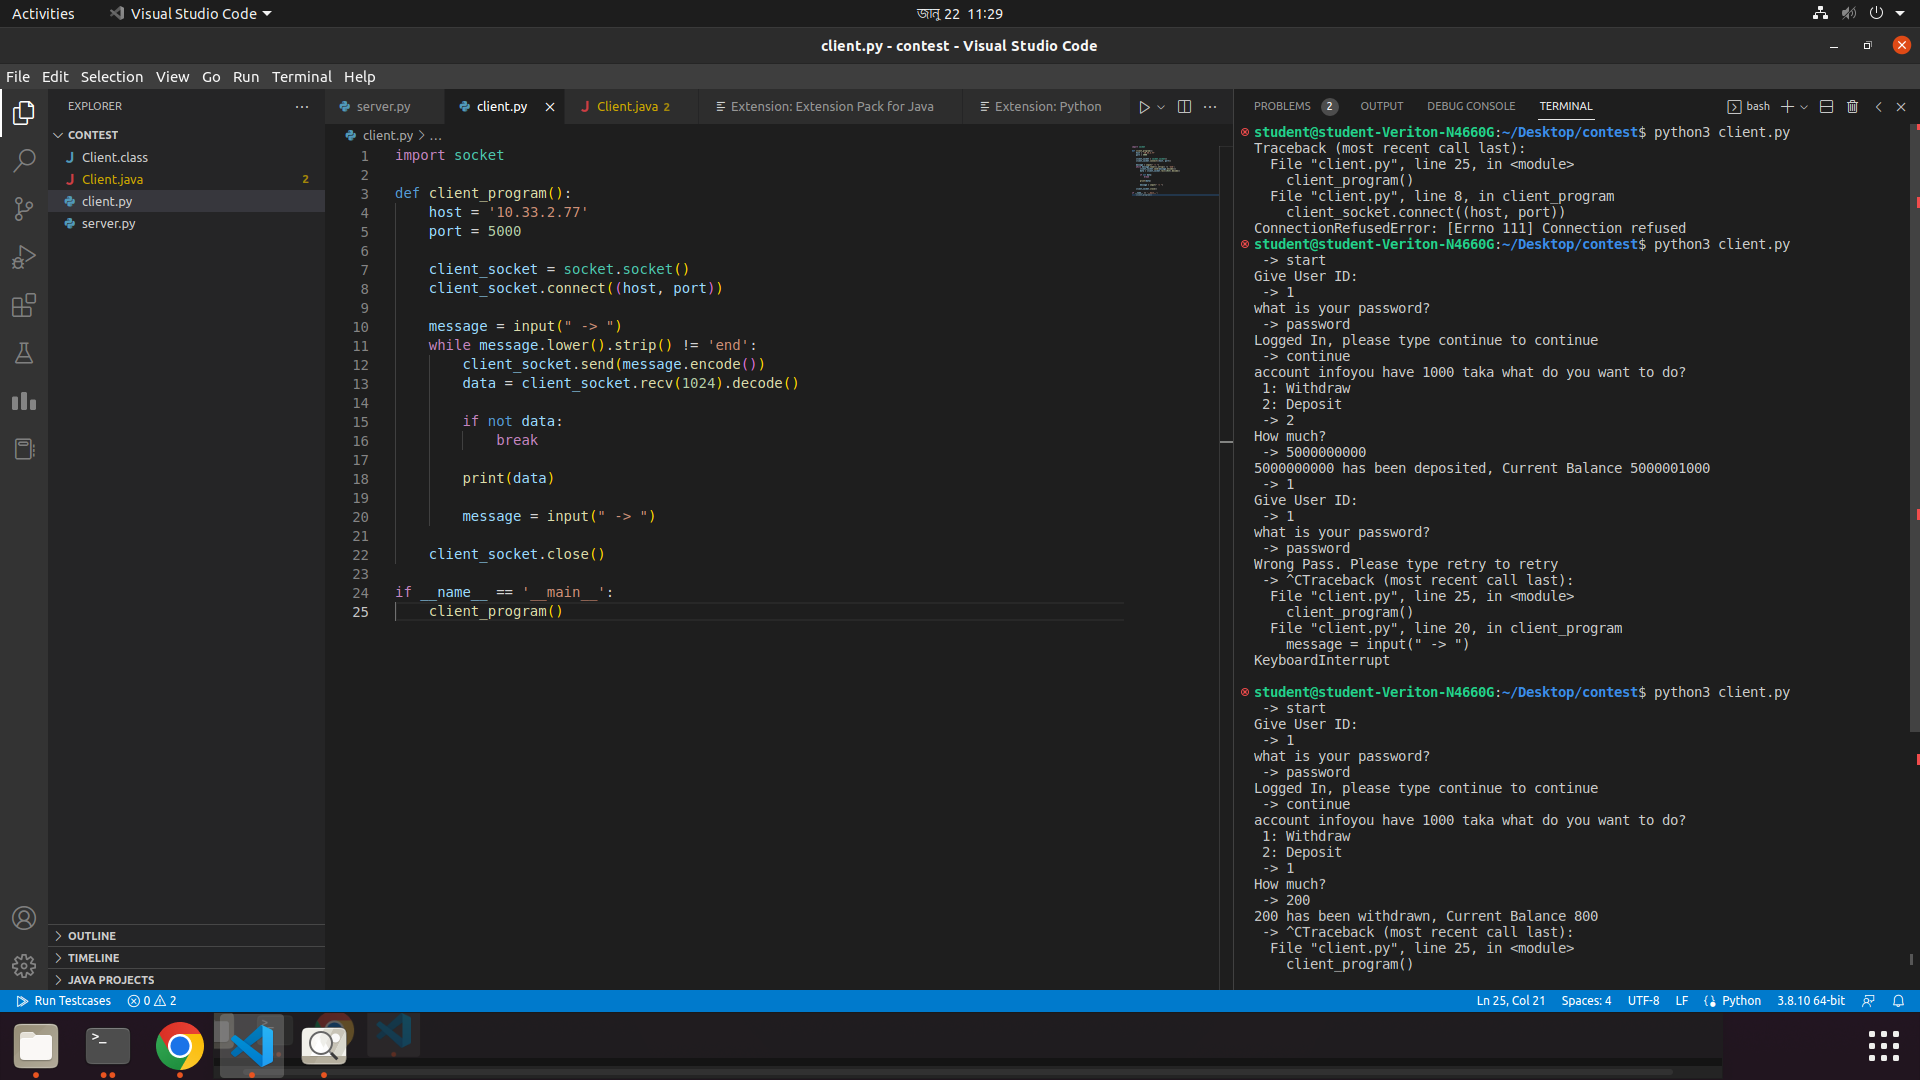 Activities
Visual Studio Code
জানু 22 11:29
client.py - contest - Visual Studio Code
File Edit Selection View Go Run Terminal Help
EXPLORER
CONTEST
Client.class
Client.java 2
client.py
server.py
OUTLINE
TIMELINE
JAVA PROJECTS
server.py
client.py
Client.java 2
Extension: Extension Pack for Java
Extension: Python
client.py > ...
1 import socket
2
3 def client_program():
4     host = '10.33.2.77'
5     port = 5000
6
7     client_socket = socket.socket()
8     client_socket.connect((host, port))
9
10     message = input(" -> ")
11     while message.lower().strip() != 'end':
12         client_socket.send(message.encode())
13         data = client_socket.recv(1024).decode()
14
15         if not data:
16             break
17
18         print(data)
19
20         message = input(" -> ")
21
22     client_socket.close()
23
24 if __name__ == '__main__':
25     client_program()
PROBLEMS 2 OUTPUT DEBUG CONSOLE TERMINAL
bash
student@student-Veriton-N4660G:~/Desktop/contest$ python3 client.py
Traceback (most recent call last):
  File "client.py", line 25, in <module>
    client_program()
  File "client.py", line 8, in client_program
    client_socket.connect((host, port))
ConnectionRefusedError: [Errno 111] Connection refused
student@student-Veriton-N4660G:~/Desktop/contest$ python3 client.py
 -> start
Give User ID:
 -> 1
what is your password?
 -> password
Logged In, please type continue to continue
 -> continue
account infoyou have 1000 taka what do you want to do?
 1: Withdraw
 2: Deposit
 -> 2
How much?
 -> 5000000000
5000000000 has been deposited, Current Balance 5000001000
 -> 1
Give User ID:
 -> 1
what is your password?
 -> password
Wrong Pass. Please type retry to retry
 -> ^CTraceback (most recent call last):
  File "client.py", line 25, in <module>
    client_program()
  File "client.py", line 20, in client_program
    message = input(" -> ")
KeyboardInterrupt
student@student-Veriton-N4660G:~/Desktop/contest$ python3 client.py
 -> start
Give User ID:
 -> 1
what is your password?
 -> password
Logged In, please type continue to continue
 -> continue
account infoyou have 1000 taka what do you want to do?
 1: Withdraw
 2: Deposit
 -> 1
How much?
 -> 200
200 has been withdrawn, Current Balance 800
 -> ^CTraceback (most recent call last):
  File "client.py", line 25, in <module>
    client_program()
Run Testcases 0 2
Ln 25, Col 21 Spaces: 4 UTF-8 LF Python 3.8.10 64-bit